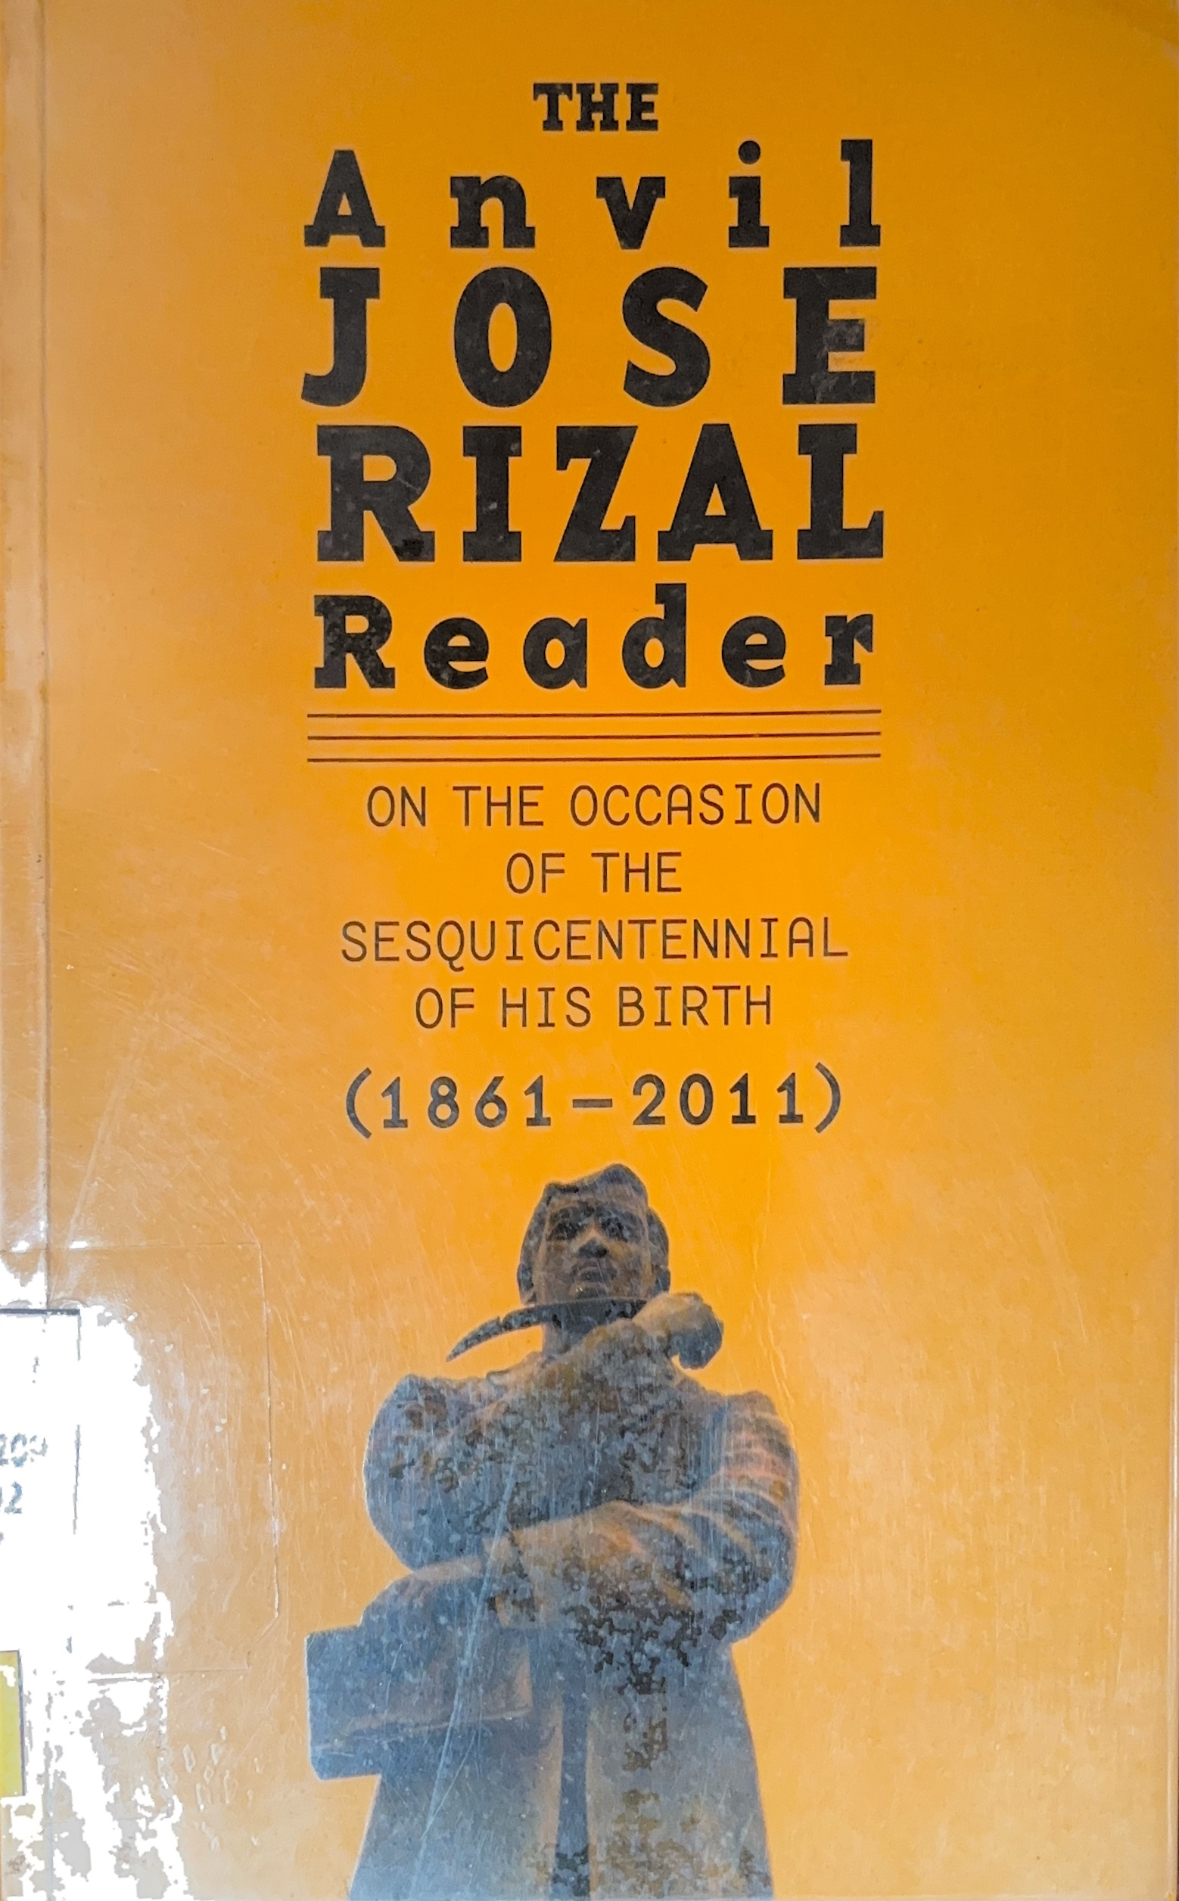 THE
Anvil
JOSE
RIZAL
Reader
ON THE OCCASION
OF THE
SESQUICENTENNIAL
OF HIS BIRTH
(1861-2011)